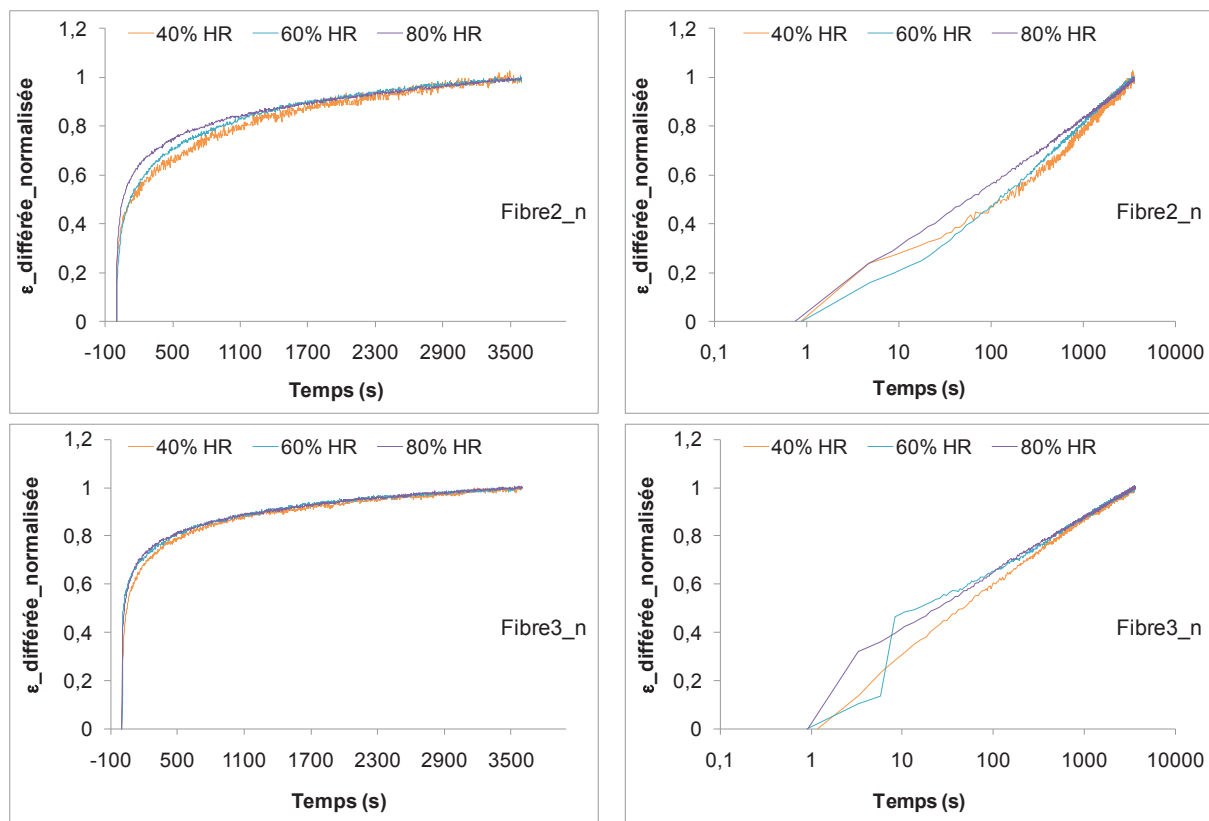 1,2
40% HR 60% HR 80% HR
1
0,8
0,6
0,4
0,2
0
ε_différée_normalisée
Fibre2_n
-100 500 1100 1700 2300 2900 3500
Temps (s)
1,2
40% HR 60% HR 80% HR
1
0,8
0,6
0,4
0,2
0
ε_différée_normalisée
Fibre2_n
0,1 1 10 100 1000 10000
Temps (s)
1,2
40% HR 60% HR 80% HR
1
0,8
0,6
0,4
0,2
0
ε_différée_normalisée
Fibre3_n
-100 500 1100 1700 2300 2900 3500
Temps (s)
1,2
40% HR 60% HR 80% HR
1
0,8
0,6
0,4
0,2
0
ε_différée_normalisée
Fibre3_n
0,1 1 10 100 1000 10000
Temps (s)